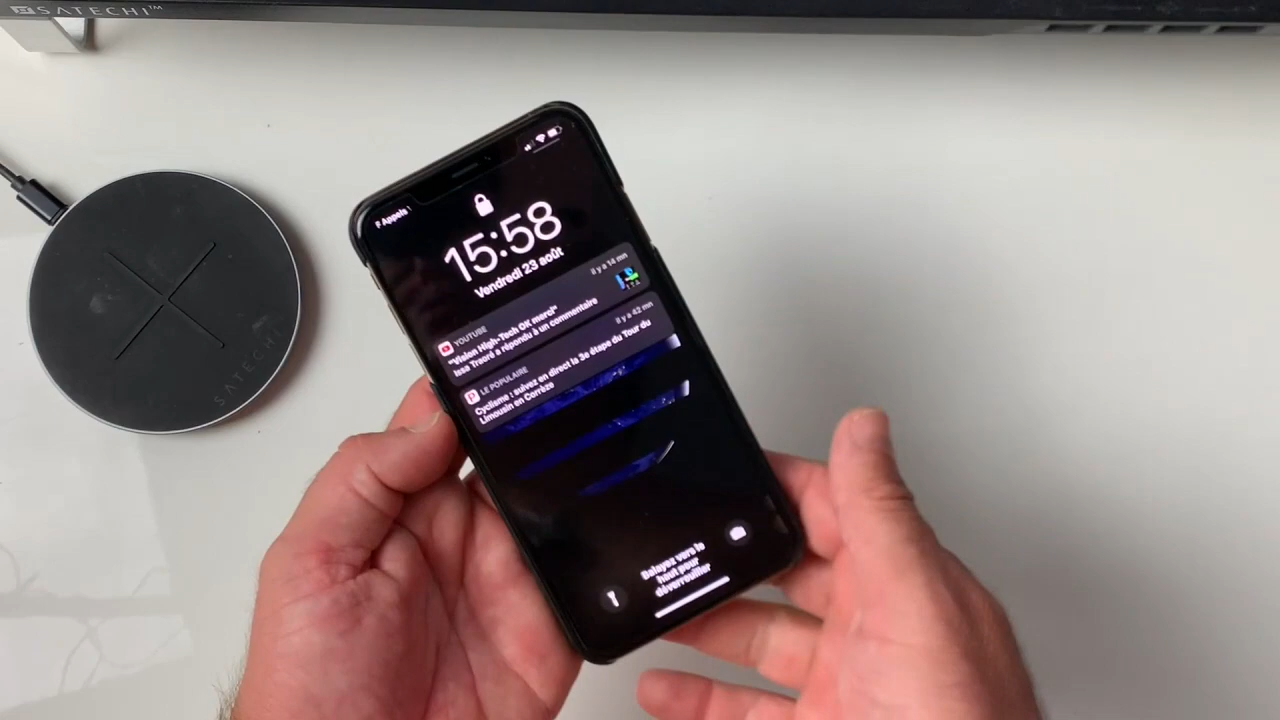 SATECHI™
F Appels
15:58
Vendredi 23 août
YOUTUBE
il y a 14 mn
"Vision High-Tech OK merci"
Issa Traoré a répondu à un commentaire
LE POPULAIRE
il y a 42 mn
Cyclisme : suivez en direct la 3e étape du Tour du
Limousin en Corrèze
Balayez vers le
haut pour
déverrouiller
SATECHI